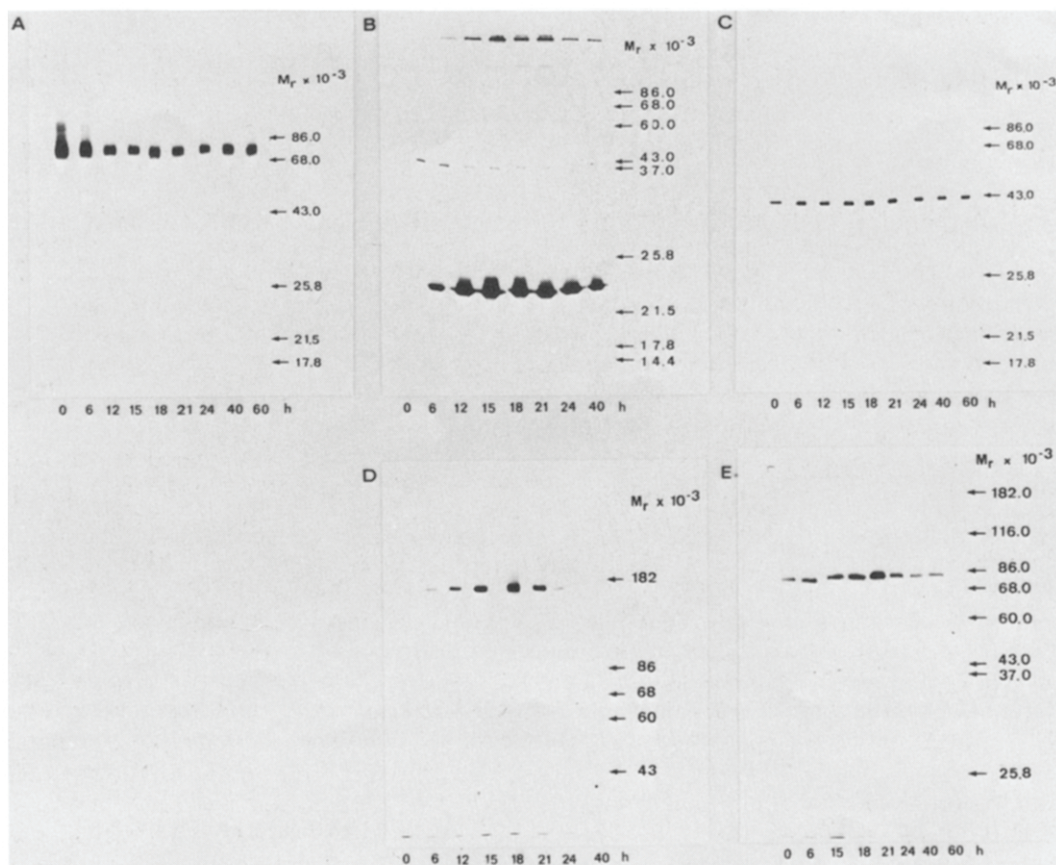 A
Mr × 10-3
← 86.0
← 68.0
← 43.0
← 25.8
← 21.5
← 17.8
0 6 12 15 18 21 24 40 60 h
B
Mr × 10-3
← 86.0
← 68.0
← 60.0
← 43.0
← 37.0
← 25.8
← 21.5
← 17.8
← 14.4
0 6 12 15 18 21 24 40 h
C
Mr × 10-3
← 86.0
← 68.0
← 43.0
← 25.8
← 21.5
← 17.8
0 6 12 15 18 21 24 40 60 h
D
Mr × 10-3
← 182
← 86
← 68
← 60
← 43
0 6 12 15 18 21 24 40 h
E
Mr × 10-3
← 182.0
← 116.0
← 86.0
← 68.0
← 60.0
← 43.0
← 37.0
← 25.8
0 6 15 18 21 24 40 60 h